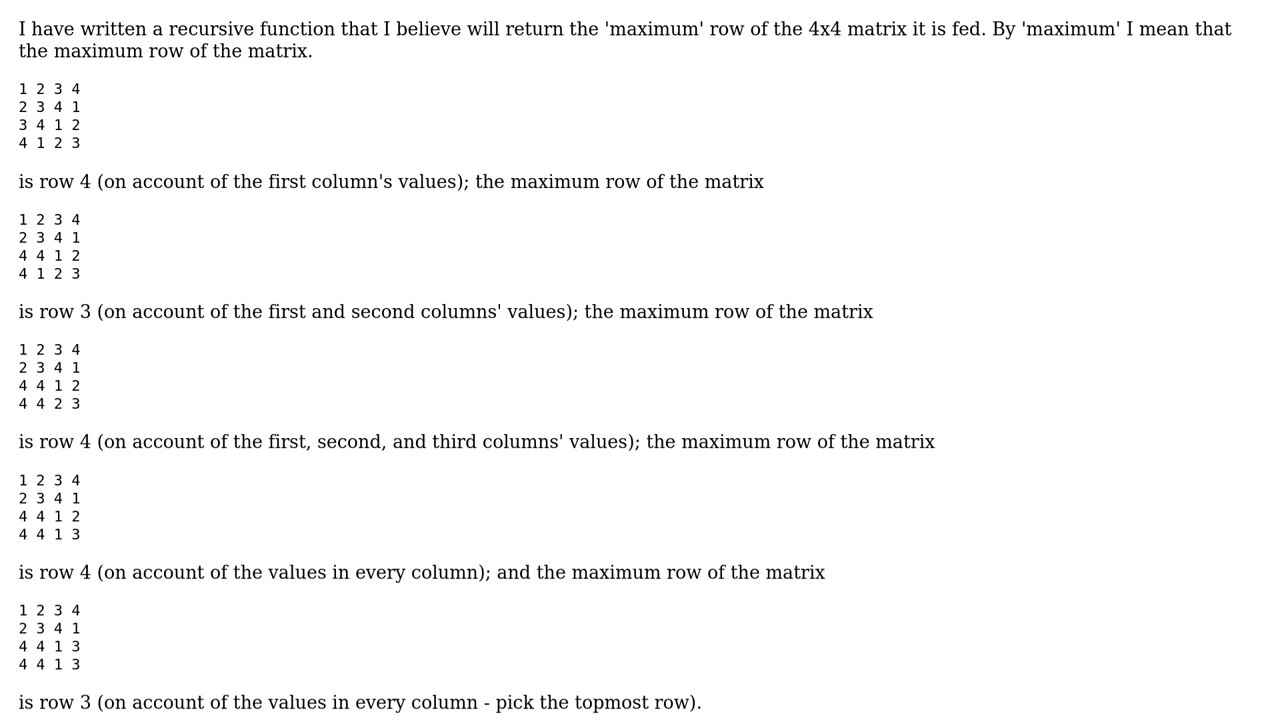 I have written a recursive function that I believe will return the 'maximum' row of the 4x4 matrix it is fed. By 'maximum' I mean that
the maximum row of the matrix.
1 2 3 4
2 3 4 1
3 4 1 2
4 1 2 3
is row 4 (on account of the first column's values); the maximum row of the matrix
1 2 3 4
2 3 4 1
4 4 1 2
4 1 2 3
is row 3 (on account of the first and second columns' values); the maximum row of the matrix
1 2 3 4
2 3 4 1
4 4 1 2
4 4 2 3
is row 4 (on account of the first, second, and third columns' values); the maximum row of the matrix
1 2 3 4
2 3 4 1
4 4 1 2
4 4 1 3
is row 4 (on account of the values in every column); and the maximum row of the matrix
1 2 3 4
2 3 4 1
4 4 1 3
4 4 1 3
is row 3 (on account of the values in every column - pick the topmost row).